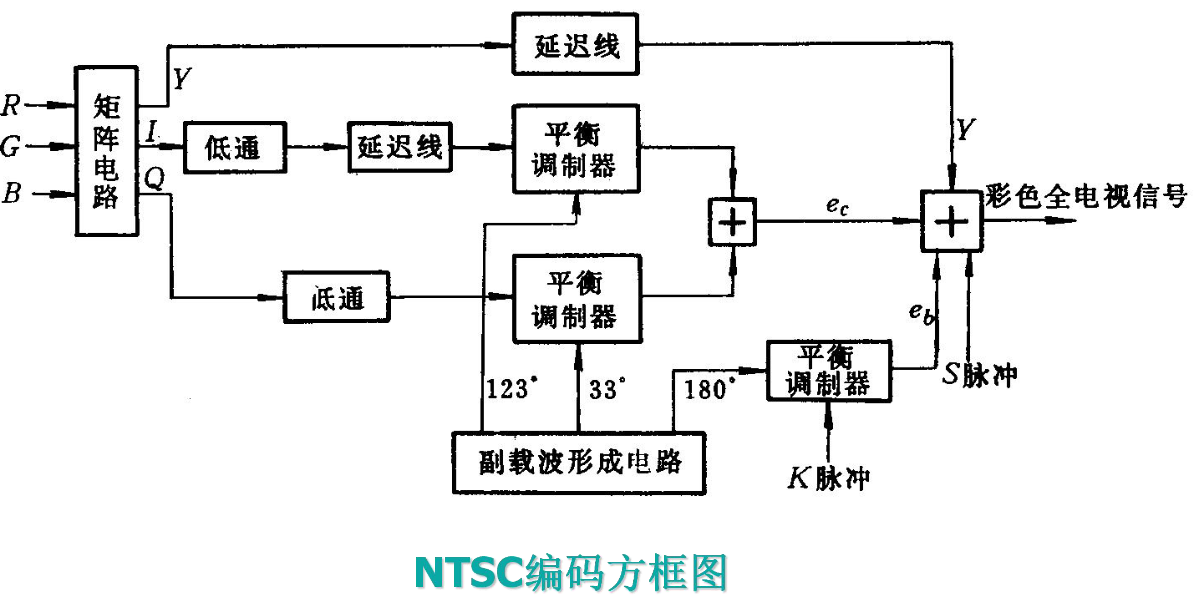 延迟线
Y
R
G
B
矩
阵
电
路
I
Q
低通
延迟线
平衡
调制器
Y
彩色全电视信号
+
e_c
+
低通
平衡
调制器
e_b
平衡
调制器
S脉冲
123°
33°
180°
副载波形成电路
K脉冲
NTSC编码方框图